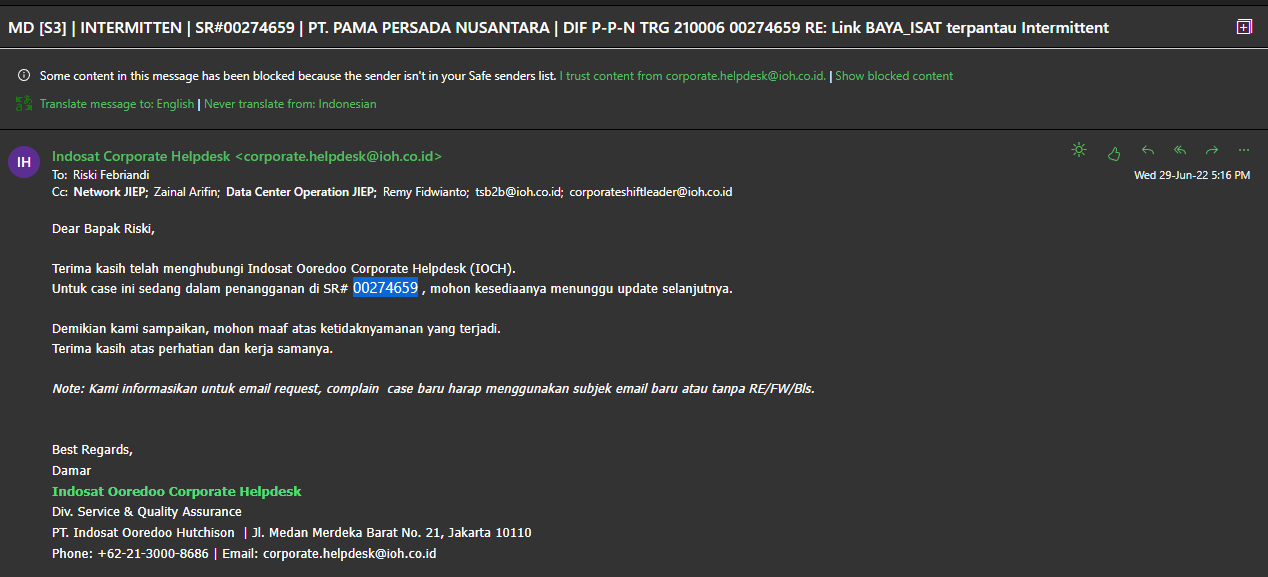 MD [S3] | INTERMITTEN | SR#00274659 | PT. PAMA PERSADA NUSANTARA | DIF P-P-N TRG 210006 00274659 RE: Link BAYA_ISAT terpantau Intermittent
Some content in this message has been blocked because the sender isn't in your Safe senders list. I trust content from corporate.helpdesk@ioh.co.id. | Show blocked content
Translate message to: English | Never translate from: Indonesian
IH
Indosat Corporate Helpdesk <corporate.helpdesk@ioh.co.id>
To: Riski Febriandi
Cc: Network JIEP; Zainal Arifin; Data Center Operation JIEP; Remy Fidwianto; tsb2b@ioh.co.id; corporateshiftleader@ioh.co.id
Wed 29-Jun-22 5:16 PM
Dear Bapak Riski,
Terima kasih telah menghubungi Indosat Ooredoo Corporate Helpdesk (IOCH).
Untuk case ini sedang dalam penangganan di SR# 00274659 , mohon kesediaanya menunggu update selanjutnya.
Demikian kami sampaikan, mohon maaf atas ketidaknyamanan yang terjadi.
Terima kasih atas perhatian dan kerja samanya.
Note: Kami informasikan untuk email request, complain  case baru harap menggunakan subjek email baru atau tanpa RE/FW/Bls.
Best Regards,
Damar
Indosat Ooredoo Corporate Helpdesk
Div. Service & Quality Assurance
PT. Indosat Ooredoo Hutchison  | Jl. Medan Merdeka Barat No. 21, Jakarta 10110
Phone: +62-21-3000-8686 | Email: corporate.helpdesk@ioh.co.id